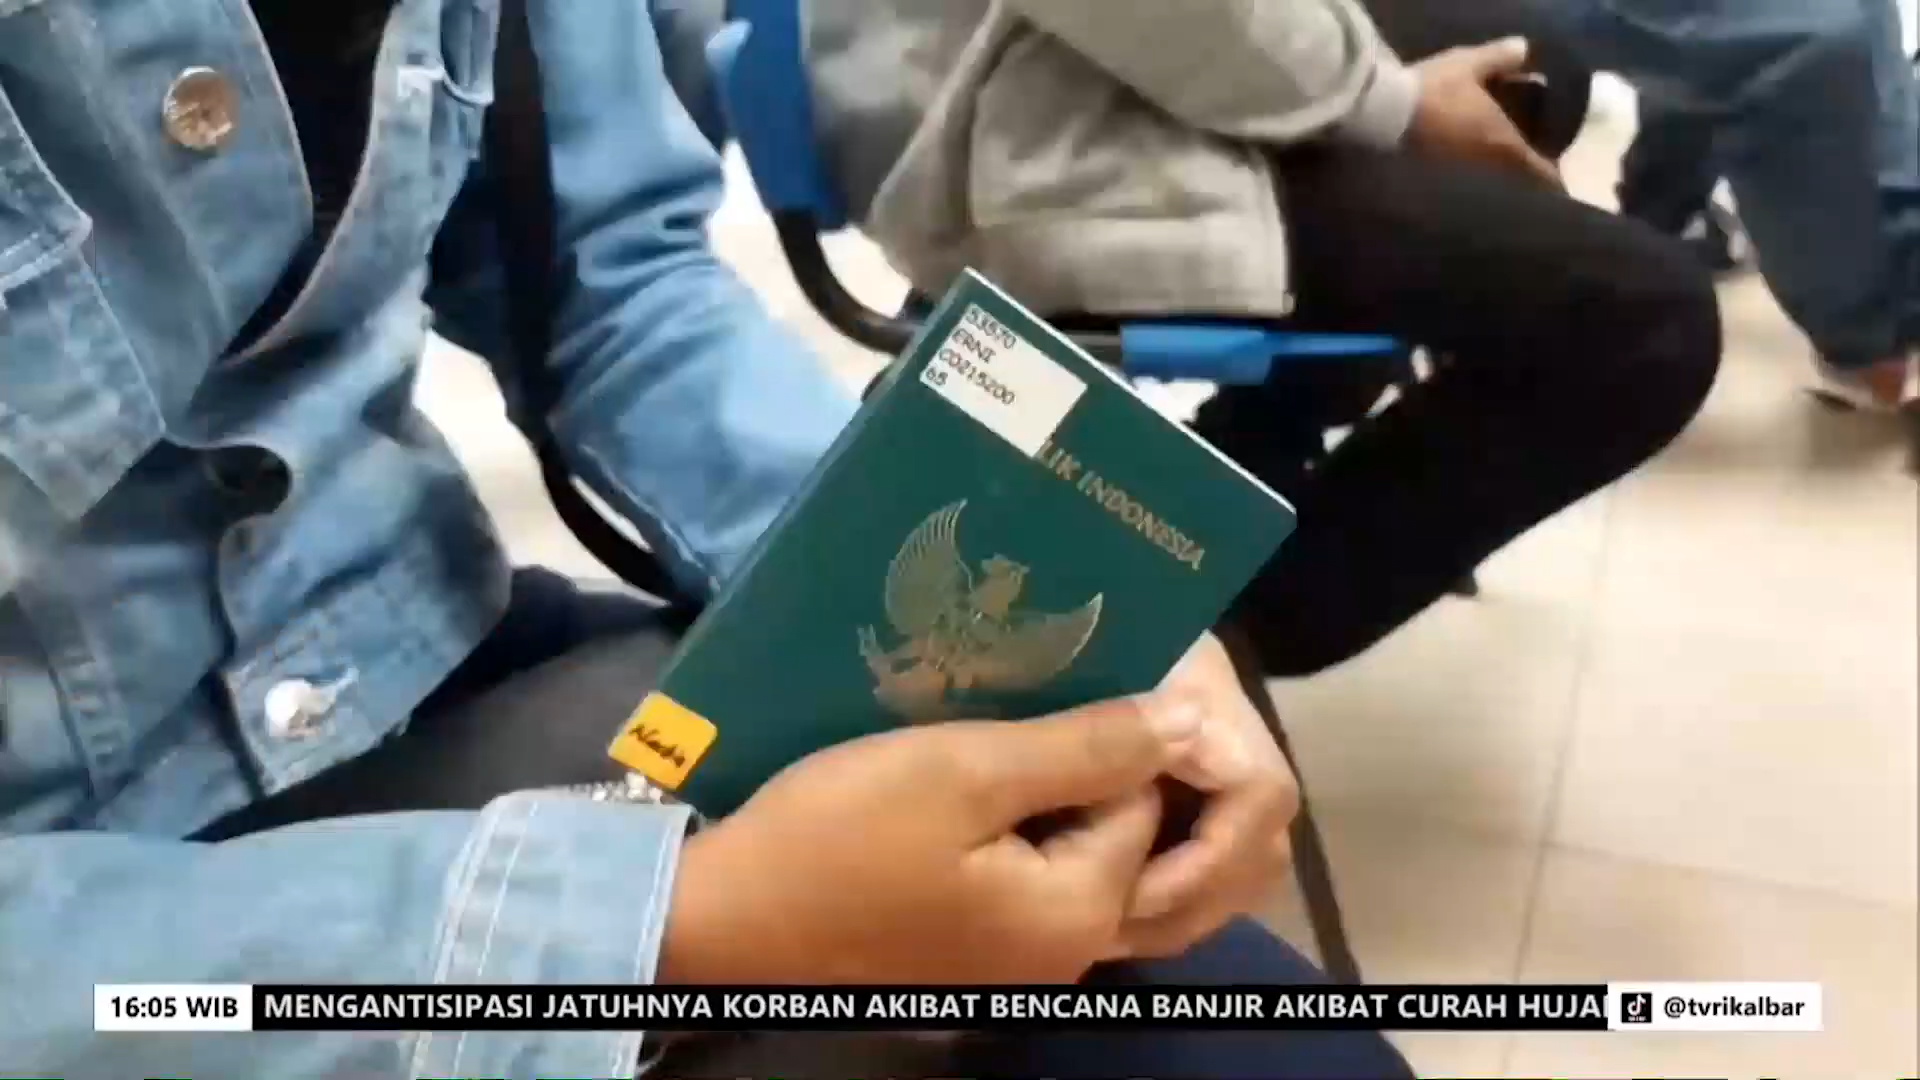 53570
ERNI
C0215200
65
LIK INDONESIA
16:05 WIB
MENGANTISIPASI JATUHNYA KORBAN AKIBAT BENCANA BANJIR AKIBAT CURAH HUJA
@tvrikalbar